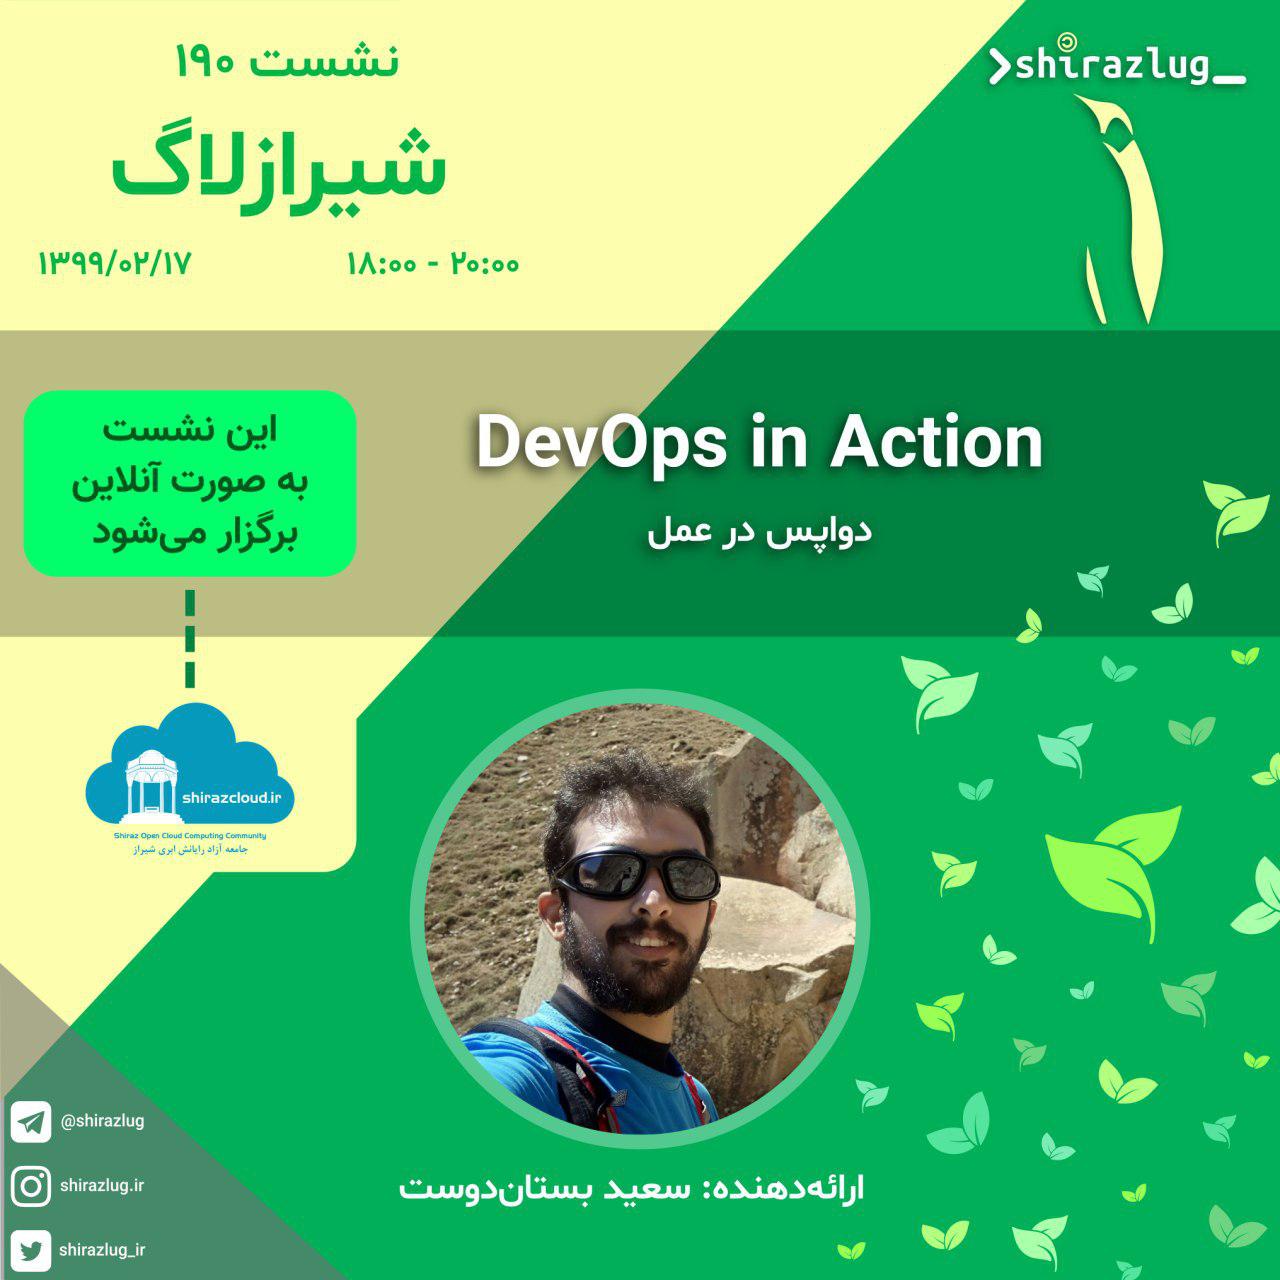 نشست ۱۹۰
>shirazlug_
شیرازلاگ
۱۸:۰۰ - ۲۰:۰۰
۱۳۹۹/۰۲/۱۷
DevOps in Action
دواپس در عمل
این نشست
به صورت آنلاین
برگزار می‌شود
shirazcloud.ir
Shiraz Open Cloud Computing Community
جامعه آزاد رایانش ابری شیراز
ارائه‌دهنده: سعید بستان‌دوست
@shirazlug
shirazlug.ir
shirazlug_ir